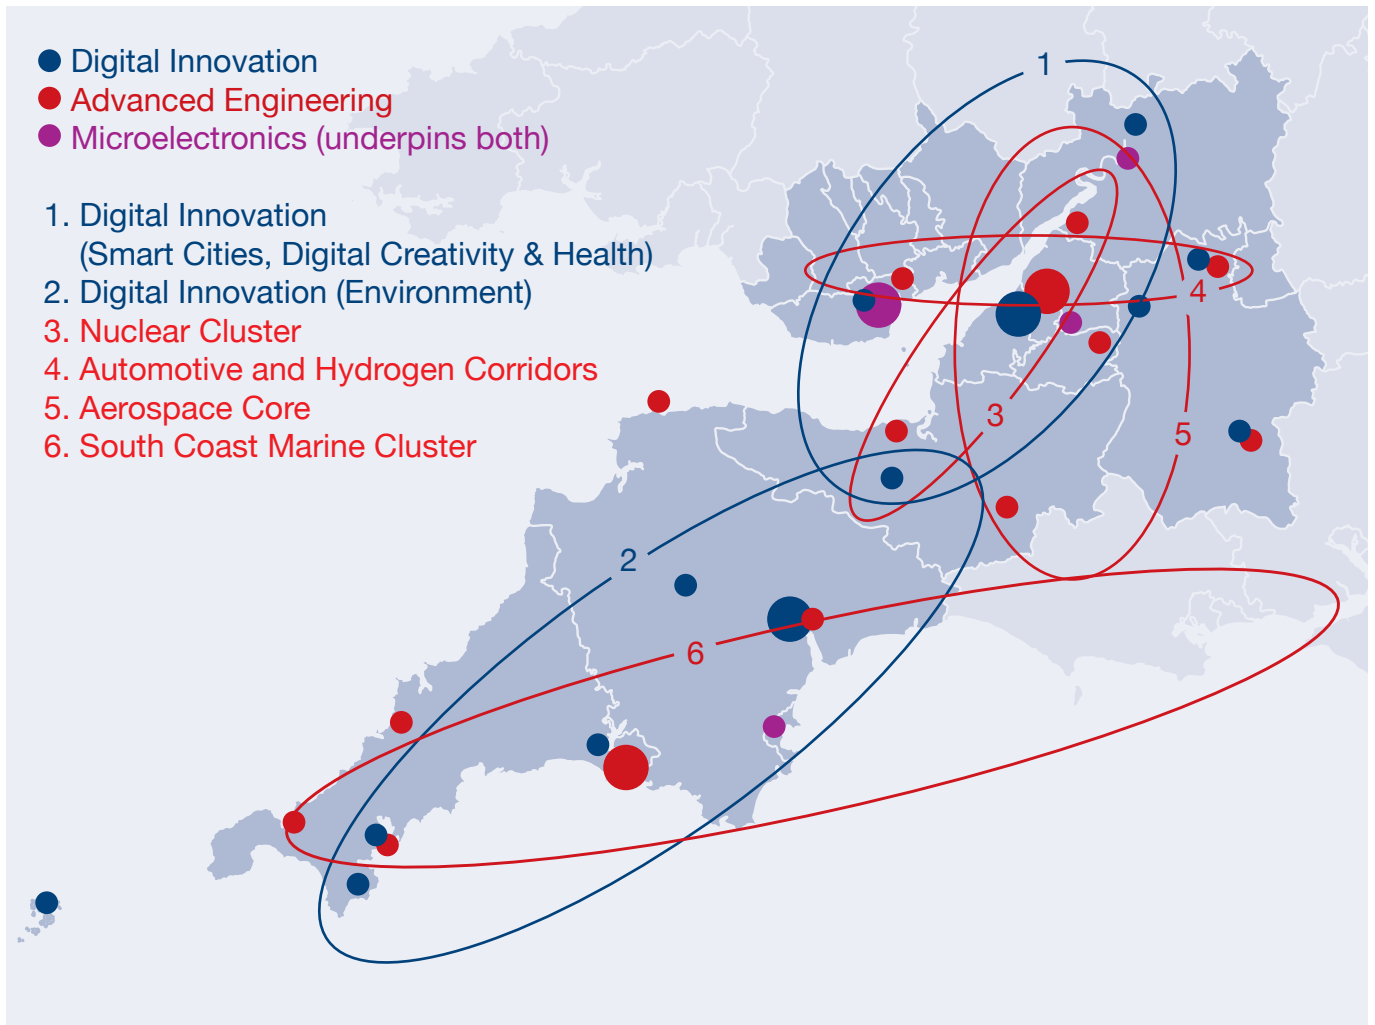 Digital Innovation
Advanced Engineering
Microelectronics (underpins both)
1. Digital Innovation
(Smart Cities, Digital Creativity & Health)
2. Digital Innovation (Environment)
3. Nuclear Cluster
4. Automotive and Hydrogen Corridors
5. Aerospace Core
6. South Coast Marine Cluster
1
4
3
5
2
6